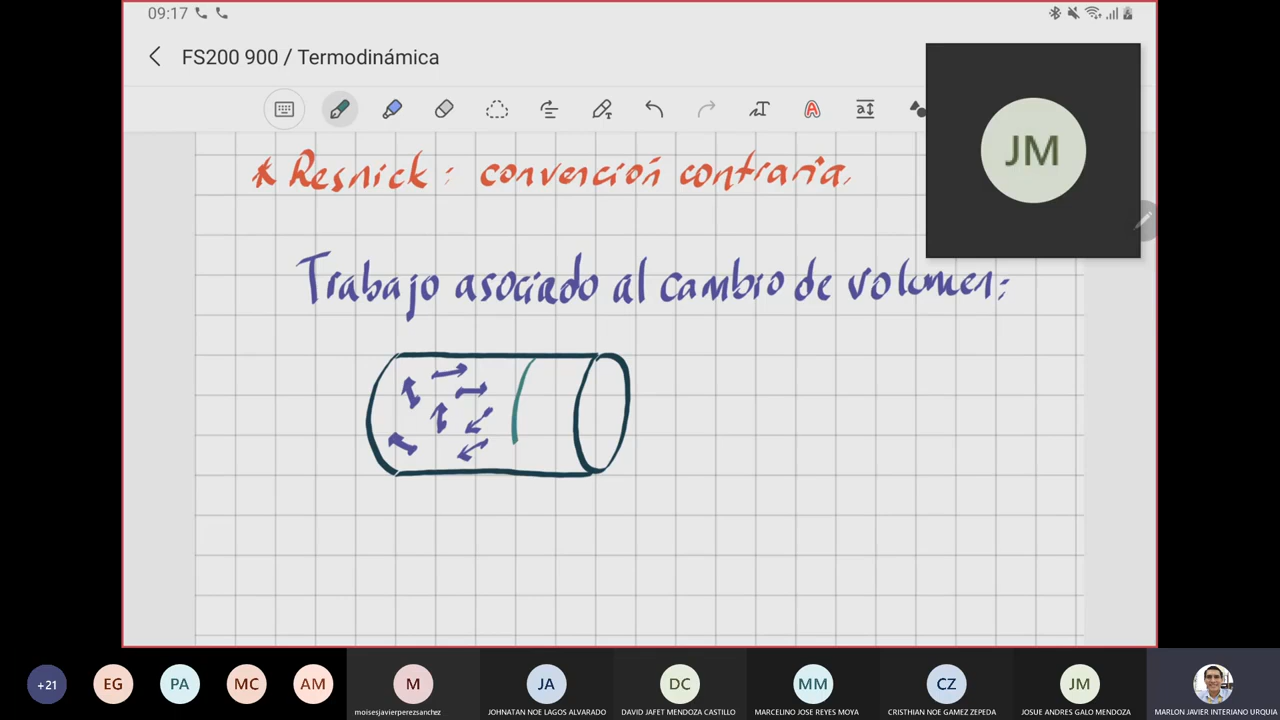 09:17
FS200 900 / Termodinámica
JM
* Resnick: convención contraria.
Trabajo asociado al cambio de volumen:
+21
EG
PA
MC
AM
M
JA
DC
MM
CZ
JM
moisesjavierperezsanchez
JOHNATAN NOE LAGOS ALVARADO
DAVID JAFET MENDOZA CASTILLO
MARCELINO JOSE REYES MOYA
CRISTHIAN NOE GAMEZ ZEPEDA
JOSUE ANDRES GALO MENDOZA
MARLON JAVIER INTERIANO URQUIA